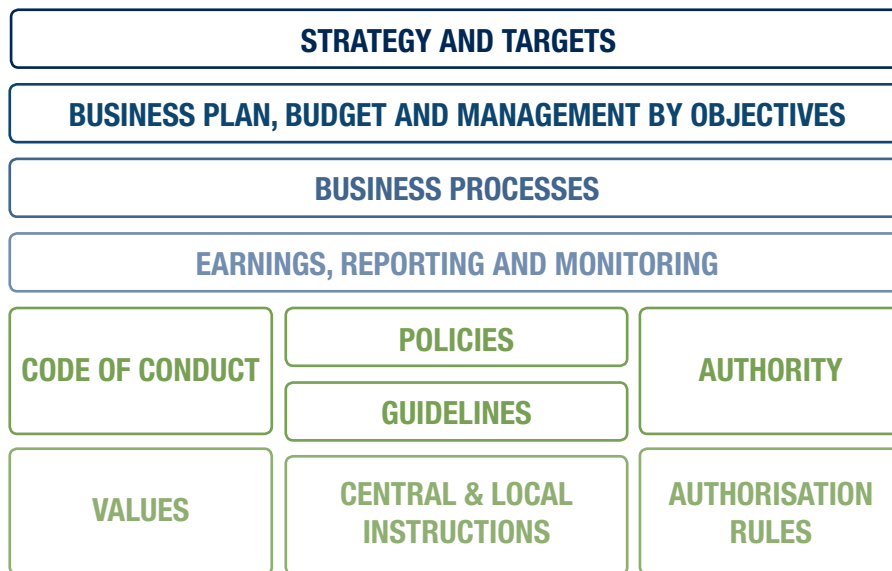 STRATEGY AND TARGETS
BUSINESS PLAN, BUDGET AND MANAGEMENT BY OBJECTIVES
BUSINESS PROCESSES
EARNINGS, REPORTING AND MONITORING
CODE OF CONDUCT
POLICIES
GUIDELINES
AUTHORITY
VALUES
CENTRAL & LOCAL
INSTRUCTIONS
AUTHORISATION
RULES